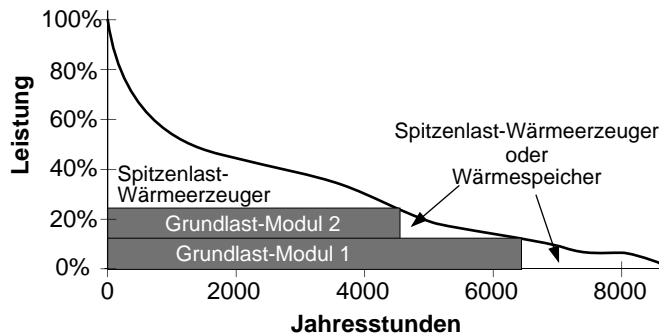 100%
80%
60%
40%
20%
0%
Leistung
Spitzenlast-Wärmeerzeuger
oder
Wärmespeicher
Spitzenlast-
Wärmeerzeuger
Grundlast-Modul 2
Grundlast-Modul 1
0
2000
4000
6000
8000
Jahresstunden